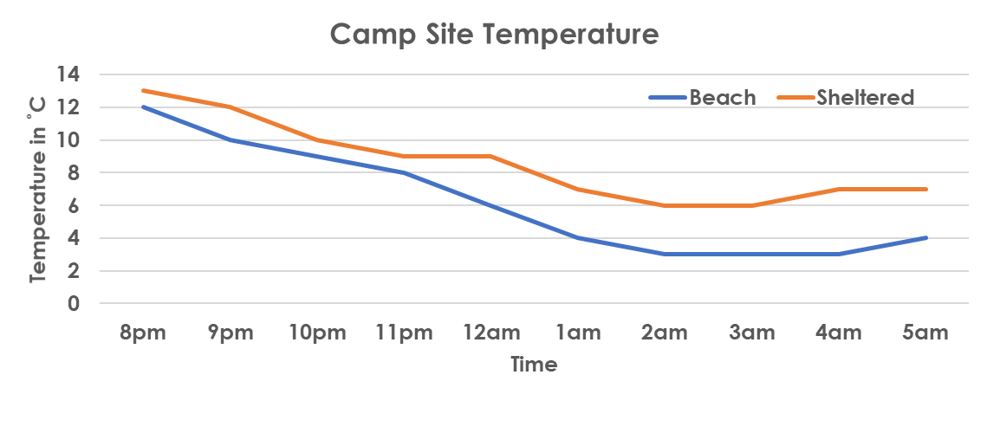 Camp Site Temperature
Temperature in °C
14
12
10
8
6
4
2
0
Beach Sheltered
8pm 9pm 10pm 11pm 12am 1am 2am 3am 4am 5am
Time